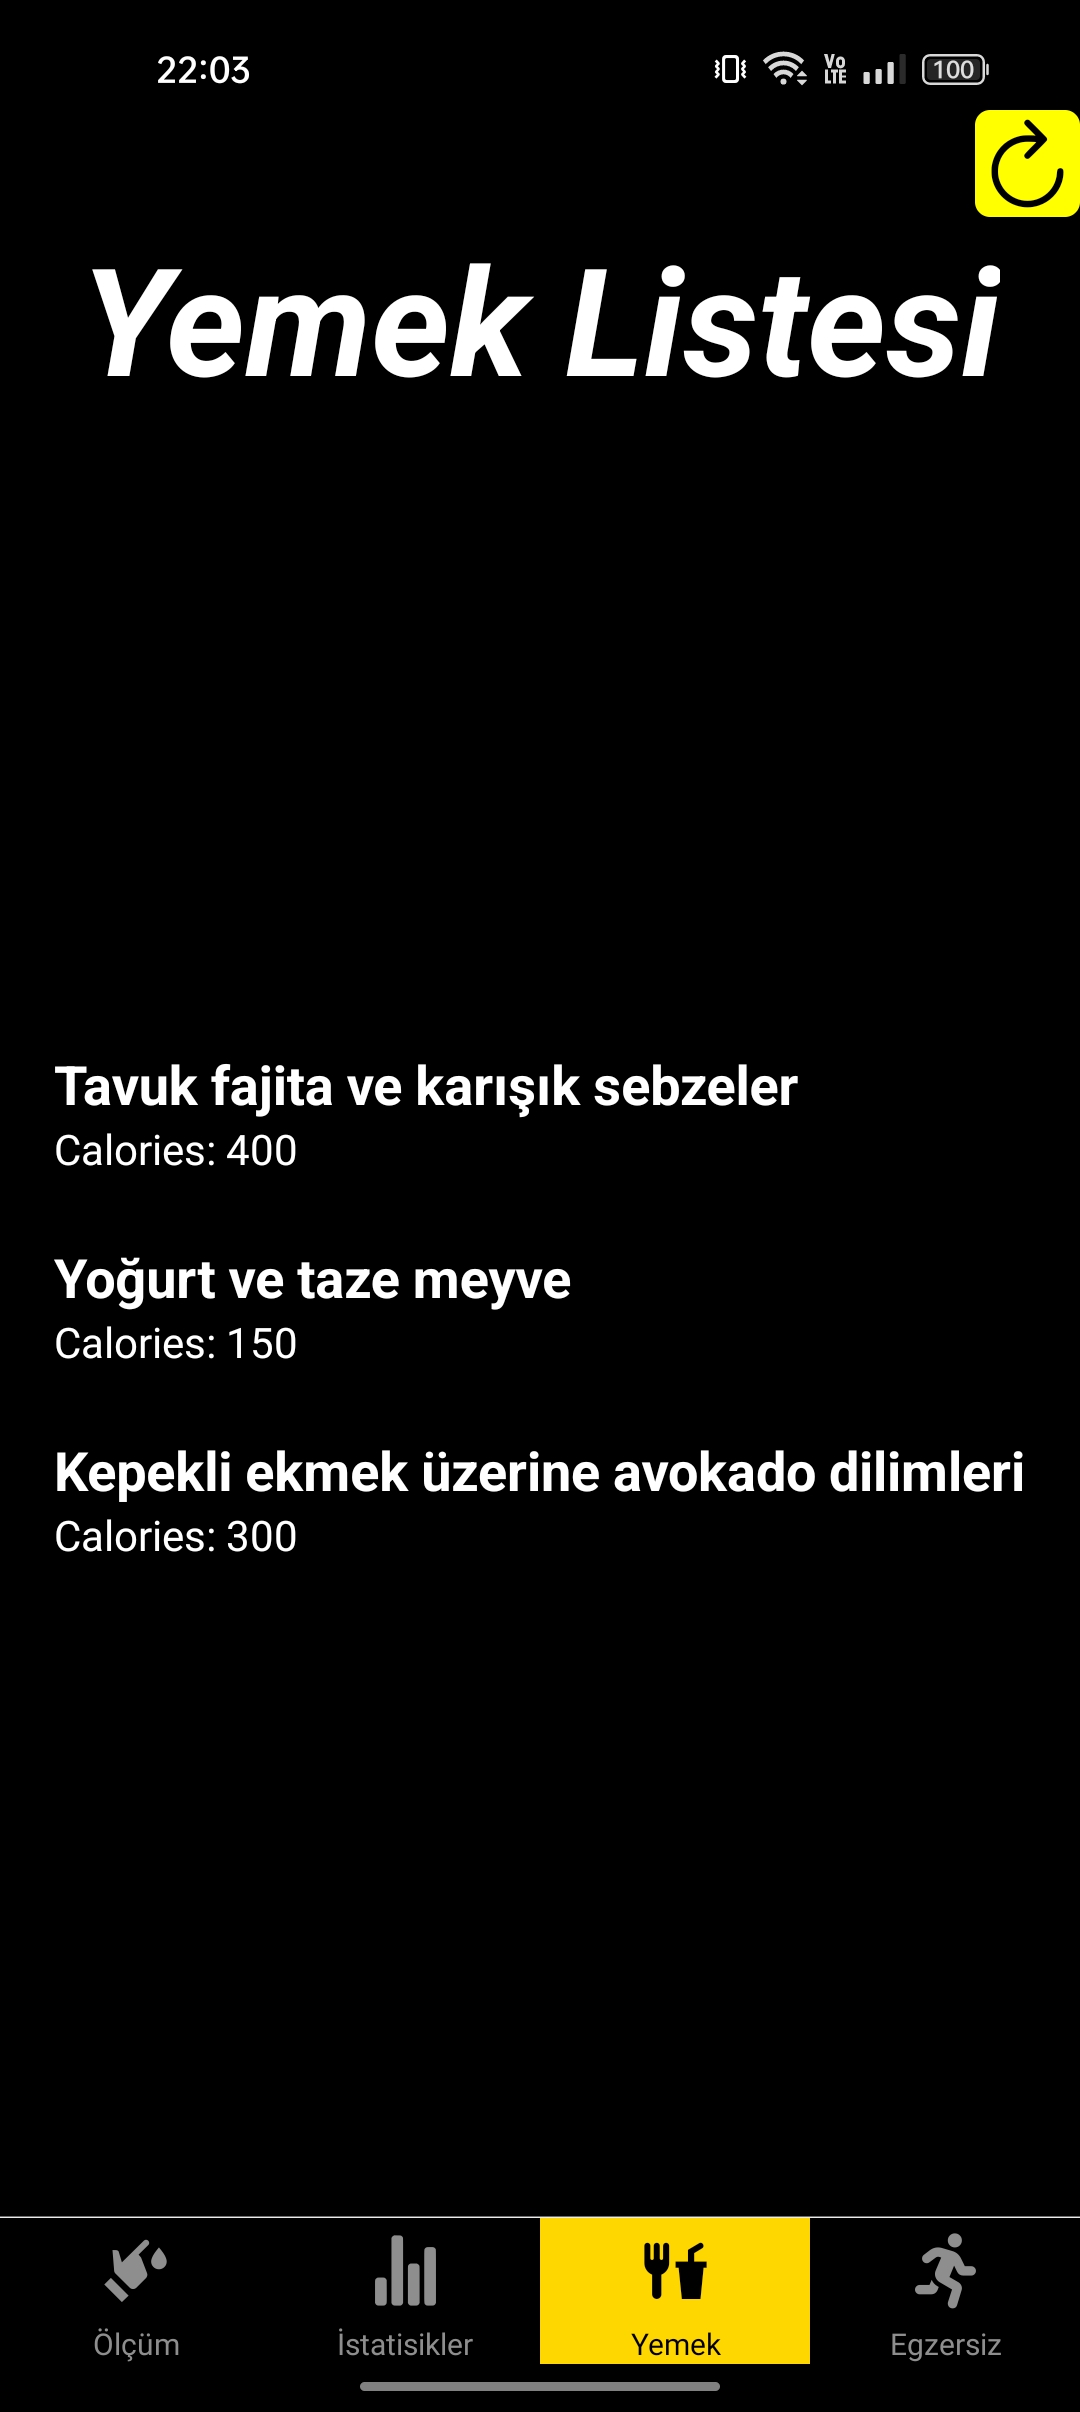 22:03
Vo
LTE
100
Yemek Listesi
Tavuk fajita ve karışık sebzeler
Calories: 400
Yoğurt ve taze meyve
Calories: 150
Kepekli ekmek üzerine avokado dilimleri
Calories: 300
Ölçüm
İstatisikler
Yemek
Egzersiz